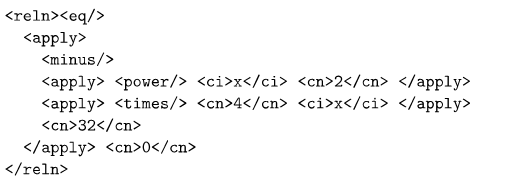 <reln><eq/>
<apply>
<minus/>
<apply> <power/> <ci>x</ci> <cn>2</cn> </apply>
<apply> <times/> <cn>4</cn> <ci>x</ci> </apply>
<cn>32</cn>
</apply> <cn>0</cn>
</reln>